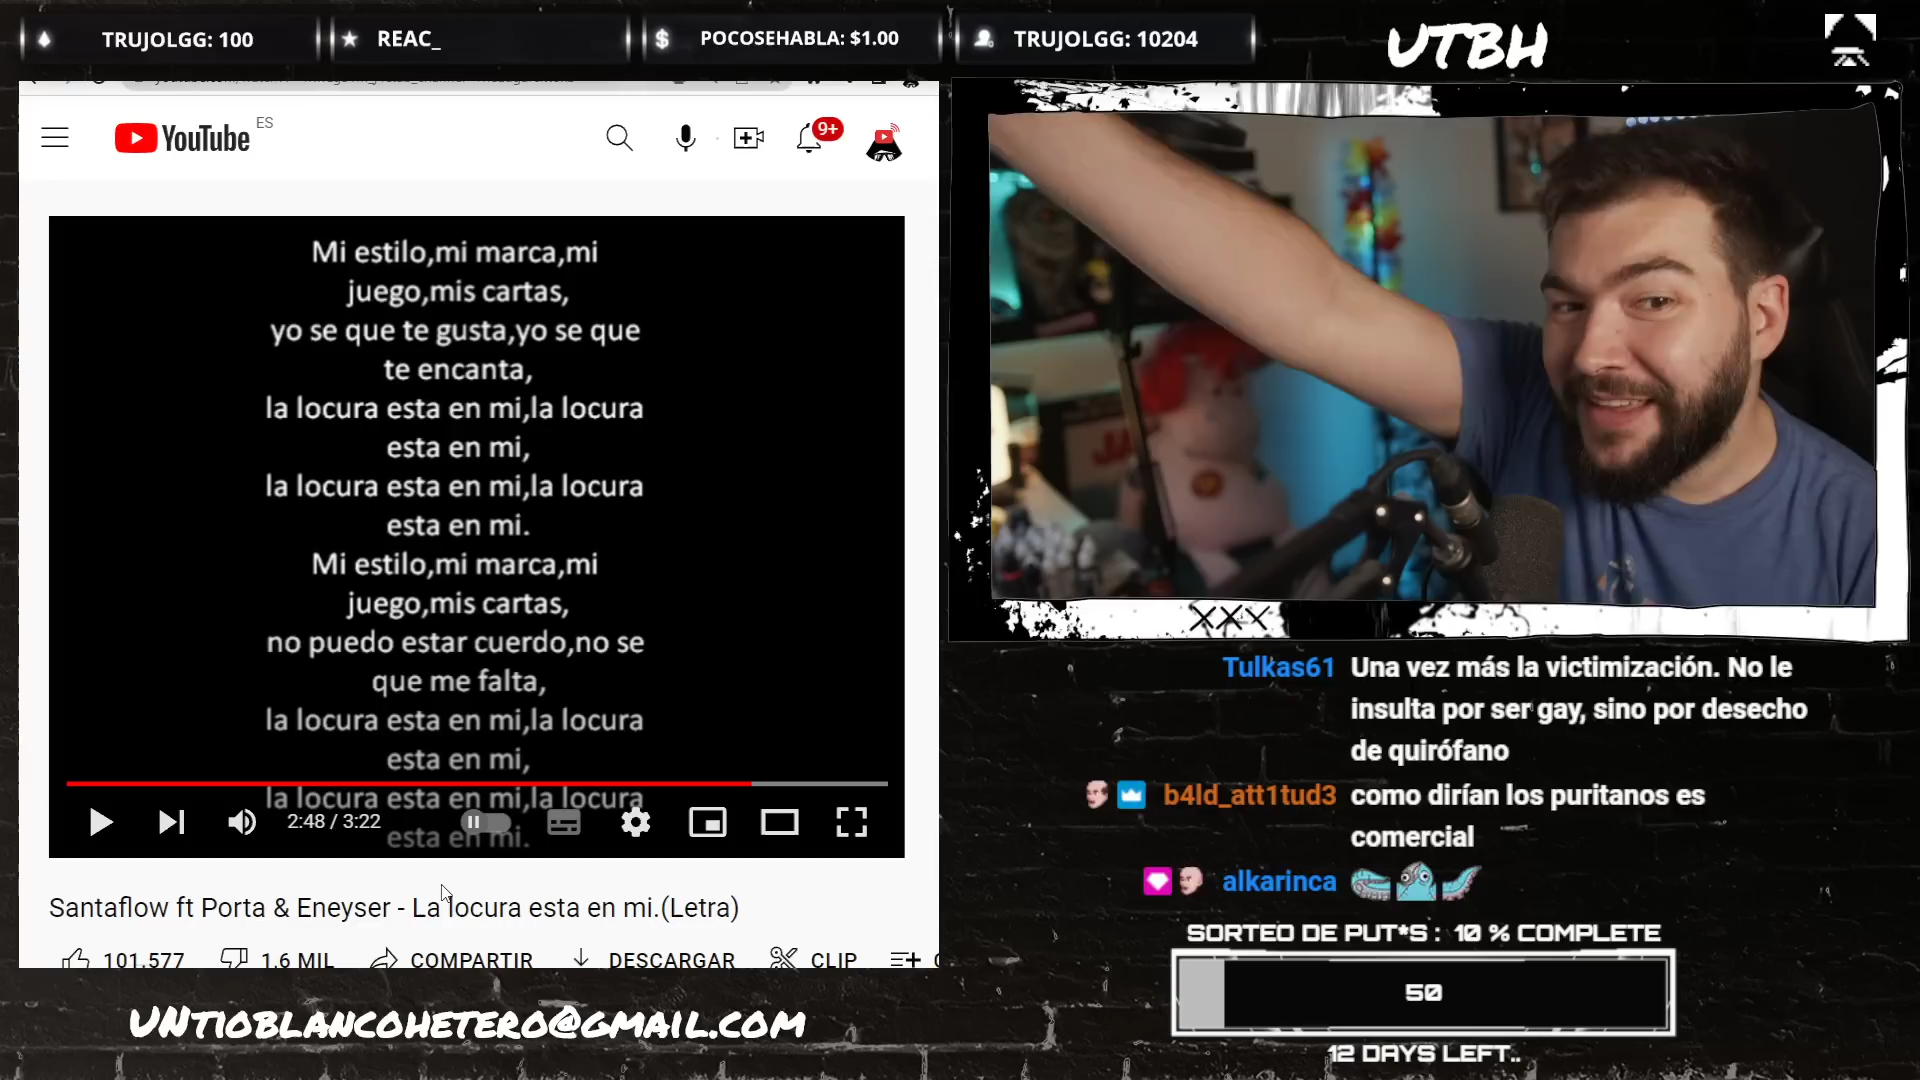 TRUJOLGG: 100
REAC_
POCOSEHABLA: $1.00
TRUJOLGG: 10204
UTBH
YouTube
ES
9+
Mi estilo,mi marca,mi
juego,mis cartas,
yo se que te gusta,yo se que
te encanta,
la locura esta en mi,la locura
esta en mi,
la locura esta en mi,la locura
esta en mi.
Mi estilo,mi marca,mi
juego,mis cartas,
no puedo estar cuerdo,no se
que me falta,
la locura esta en mi,la locura
esta en mi,
la locura esta en mi,la locura
esta en mi.
2:48 / 3:22
Santaflow ft Porta & Eneyser - La locura esta en mi.(Letra)
101.577
1,6 MIL
COMPARTIR
DESCARGAR
CLIP
UNTIOBLANCOHETERO@GMAIL.COM
XXX
Tulkas61 Una vez más la victimización. No le
insulta por ser gay, sino por desecho
de quirófano
b4ld_att1tud3 como dirían los puritanos es
comercial
alkarinca
SORTEO DE PUT*S : 10 % COMPLETE
50
12 DAYS LEFT..